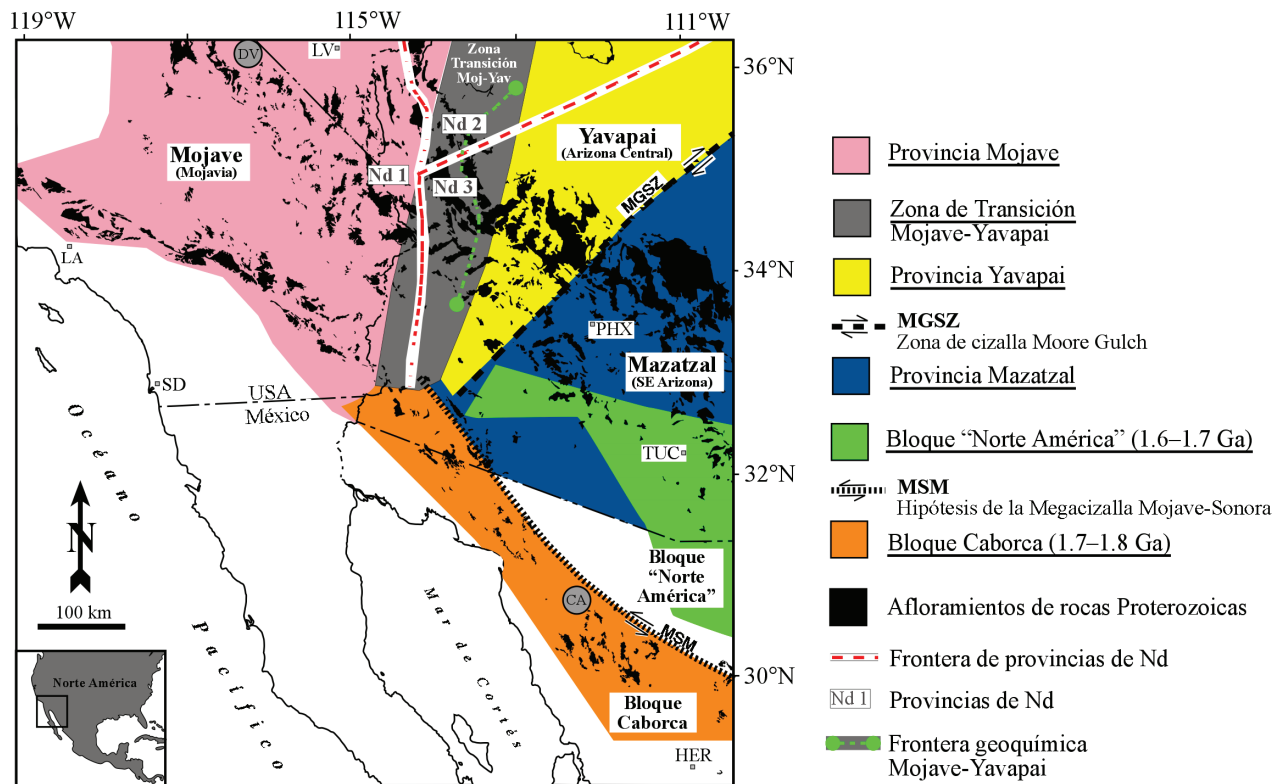 119°W
115°W
111°W
DV
LV
Zona
Transición
Moj-Yav
36°N
Nd 2
Yavapai
(Arizona Central)
Mojave
(Mojavia)
Nd 1
Nd 3
MGSZ
LA
34°N
PHX
Mazatzal
(SE Arizona)
SD
USA
México
TUC
32°N
Océano
Pacífico
N
100 km
Bloque
“Norte
América”
CA
Mar de Cortés
MSM
30°N
Bloque
Caborca
HER
Norte América
Provincia Mojave
Zona de Transición
Mojave-Yavapai
Provincia Yavapai
MGSZ
Zona de cizalla Moore Gulch
Provincia Mazatzal
Bloque “Norte América” (1.6–1.7 Ga)
MSM
Hipótesis de la Megacizalla Mojave-Sonora
Bloque Caborca (1.7–1.8 Ga)
Afloramientos de rocas Proterozoicas
Frontera de provincias de Nd
Nd 1
Provincias de Nd
Frontera geoquímica
Mojave-Yavapai